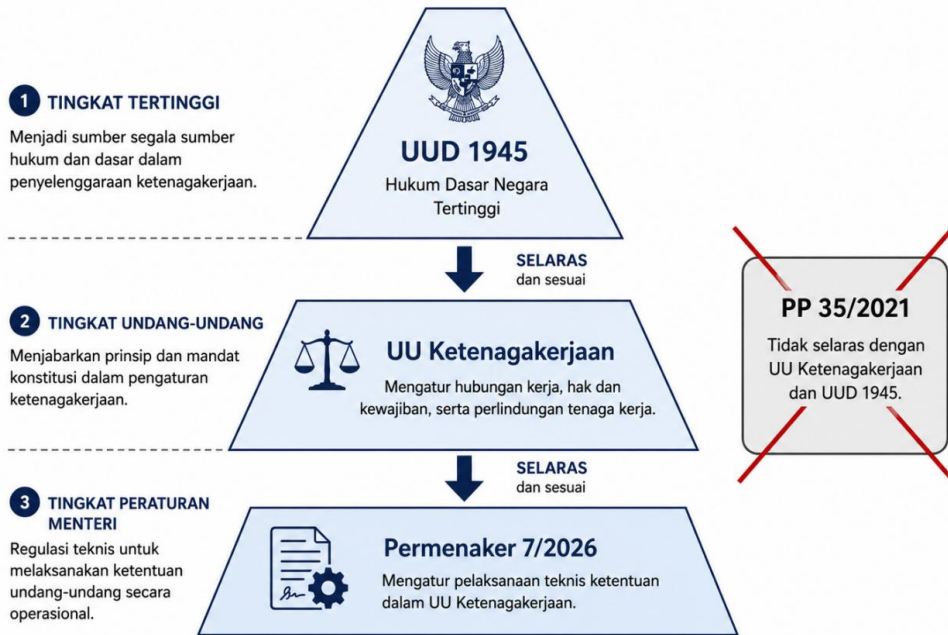 1 TINGKAT TERTINGGI
Menjadi sumber segala sumber
hukum dan dasar dalam
penyelenggaraan ketenagakerjaan.
UUD 1945
Hukum Dasar Negara
Tertinggi
SELARAS
dan sesuai
2 TINGKAT UNDANG-UNDANG
Menjabarkan prinsip dan mandat
konstitusi dalam pengaturan
ketenagakerjaan.
UU Ketenagakerjaan
Mengatur hubungan kerja, hak dan
kewajiban, serta perlindungan tenaga kerja.
SELARAS
dan sesuai
3 TINGKAT PERATURAN
MENTERI
Regulasi teknis untuk
melaksanakan ketentuan
undang-undang secara
operasional.
Permenaker 7/2026
Mengatur pelaksanaan teknis ketentuan
dalam UU Ketenagakerjaan.
PP 35/2021
Tidak selaras dengan
UU Ketenagakerjaan
dan UUD 1945.